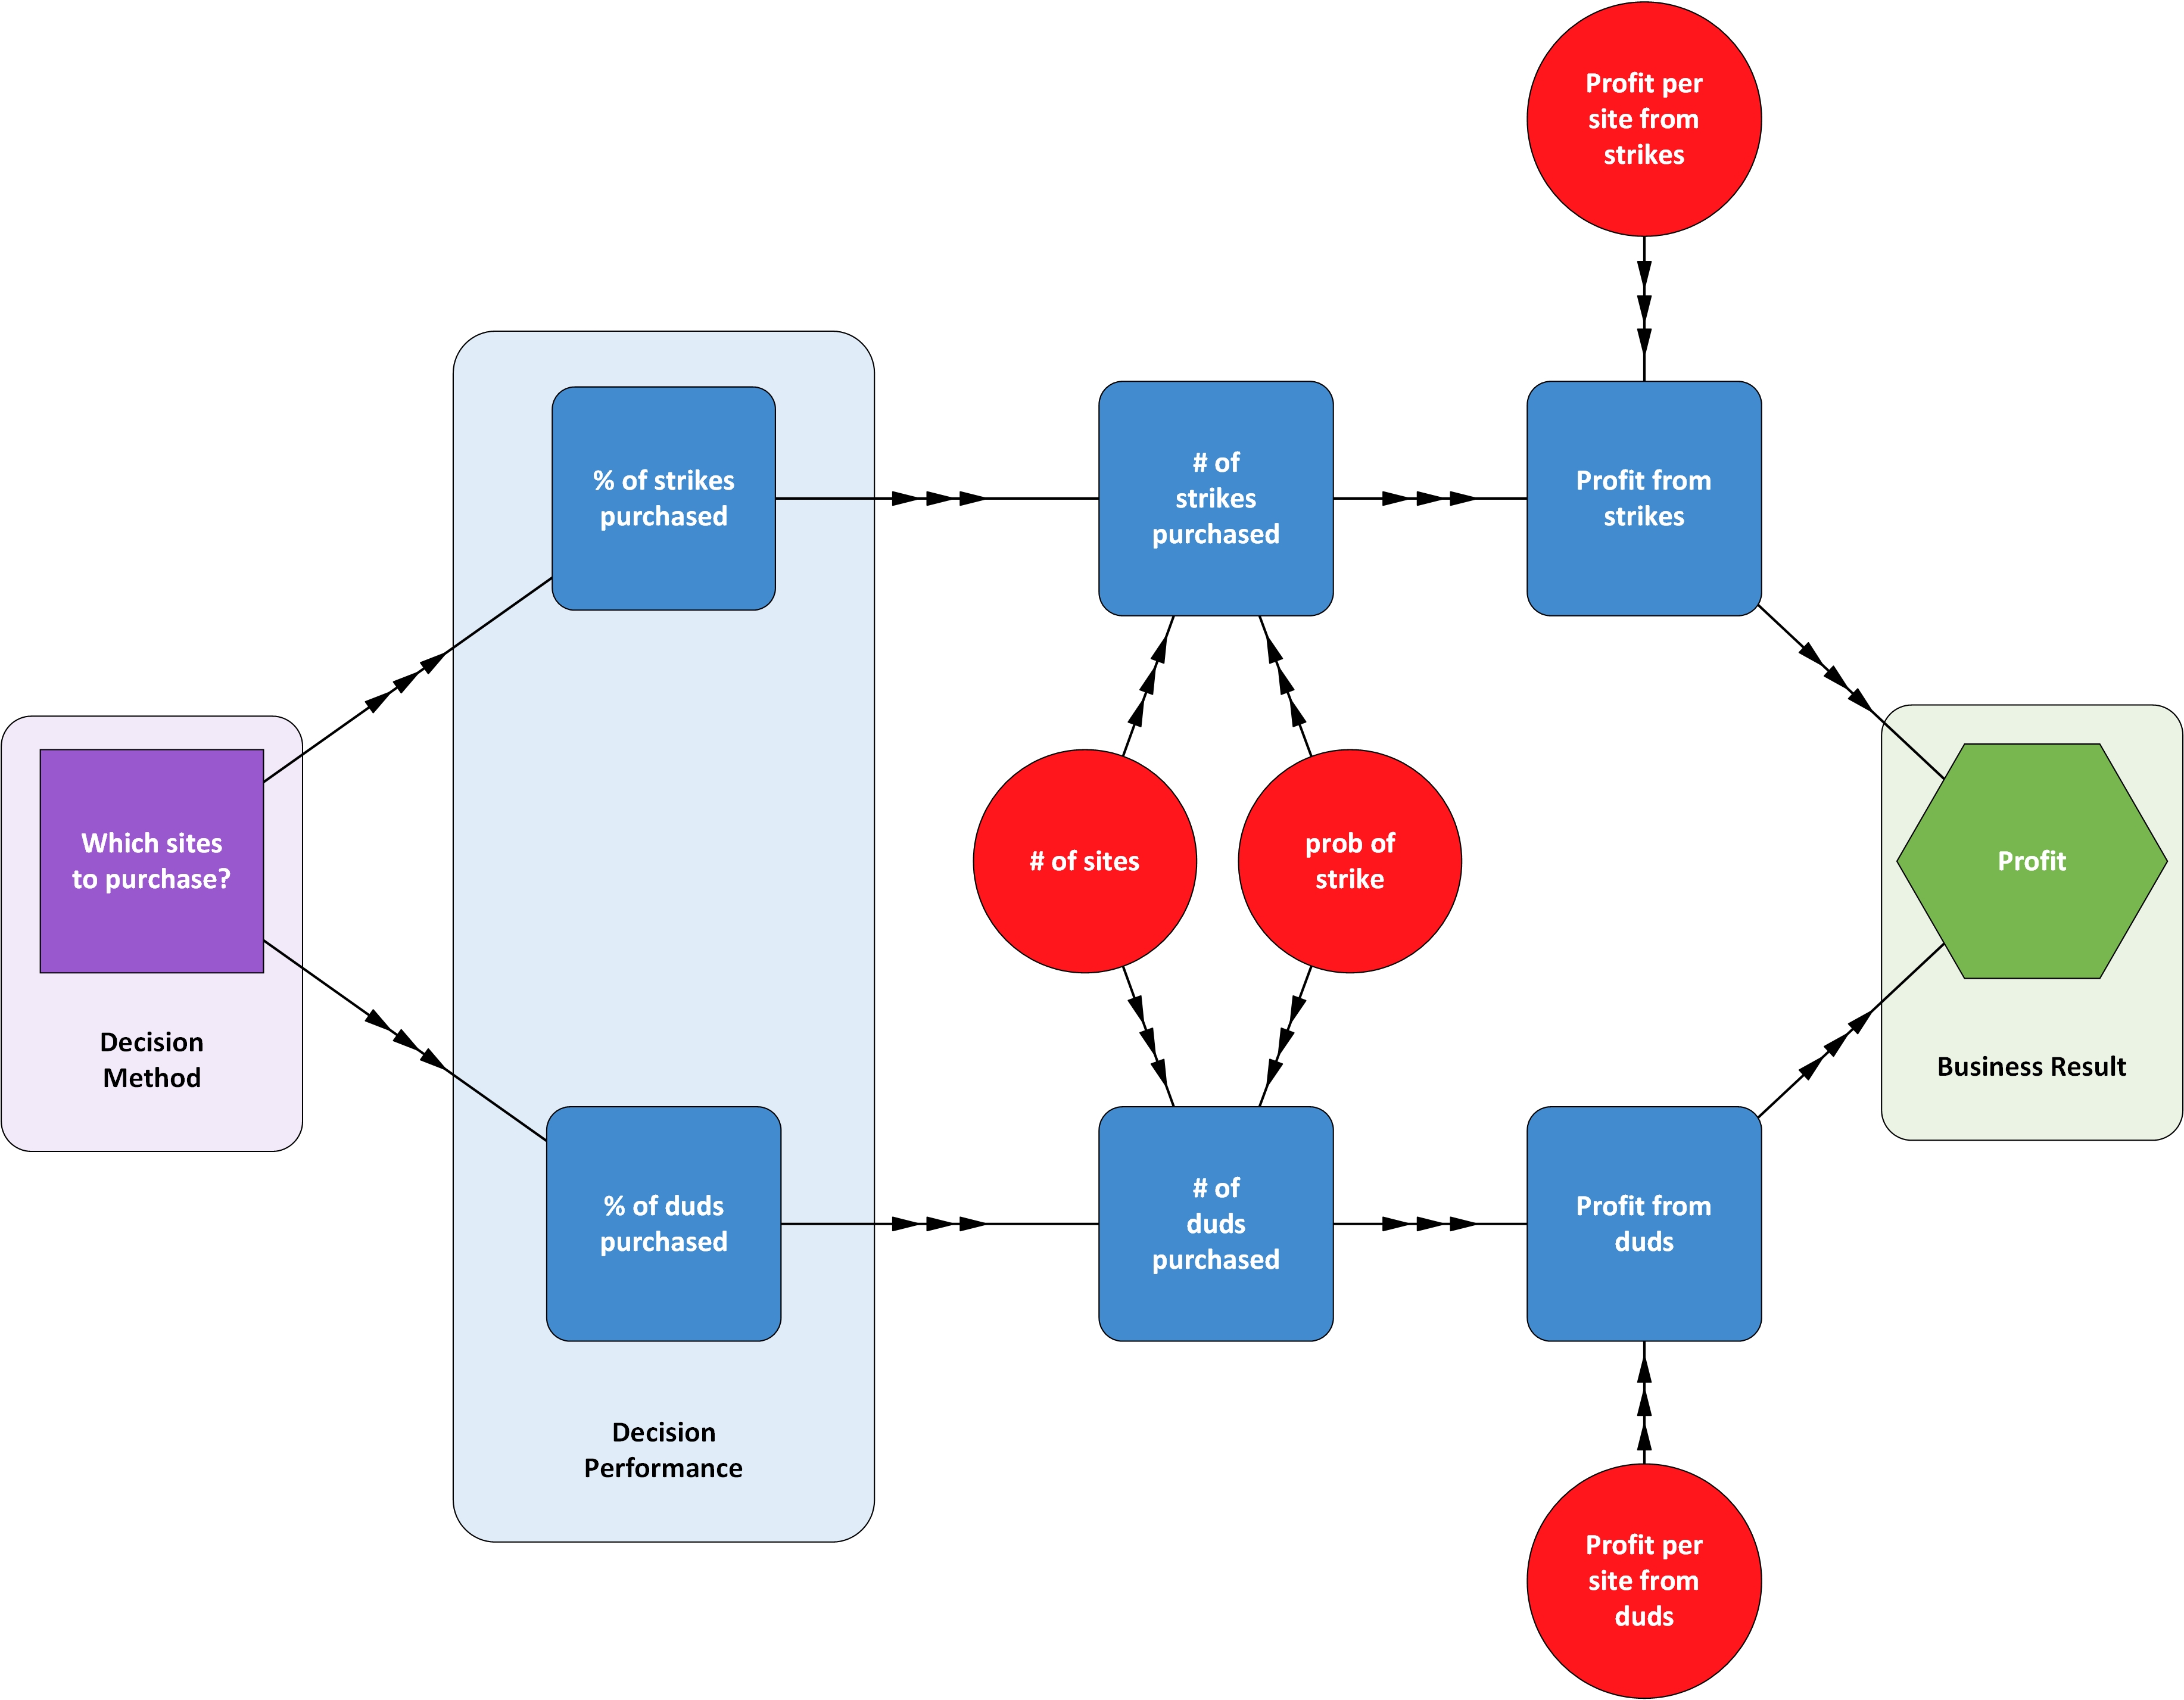 Profit per
site from
strikes
% of strikes
purchased
# of
strikes
purchased
Profit from
strikes
Which sites
to purchase?
# of sites
prob of
strike
Profit
Decision
Method
Business Result
% of duds
purchased
# of
duds
purchased
Profit from
duds
Decision
Performance
Profit per
site from
duds